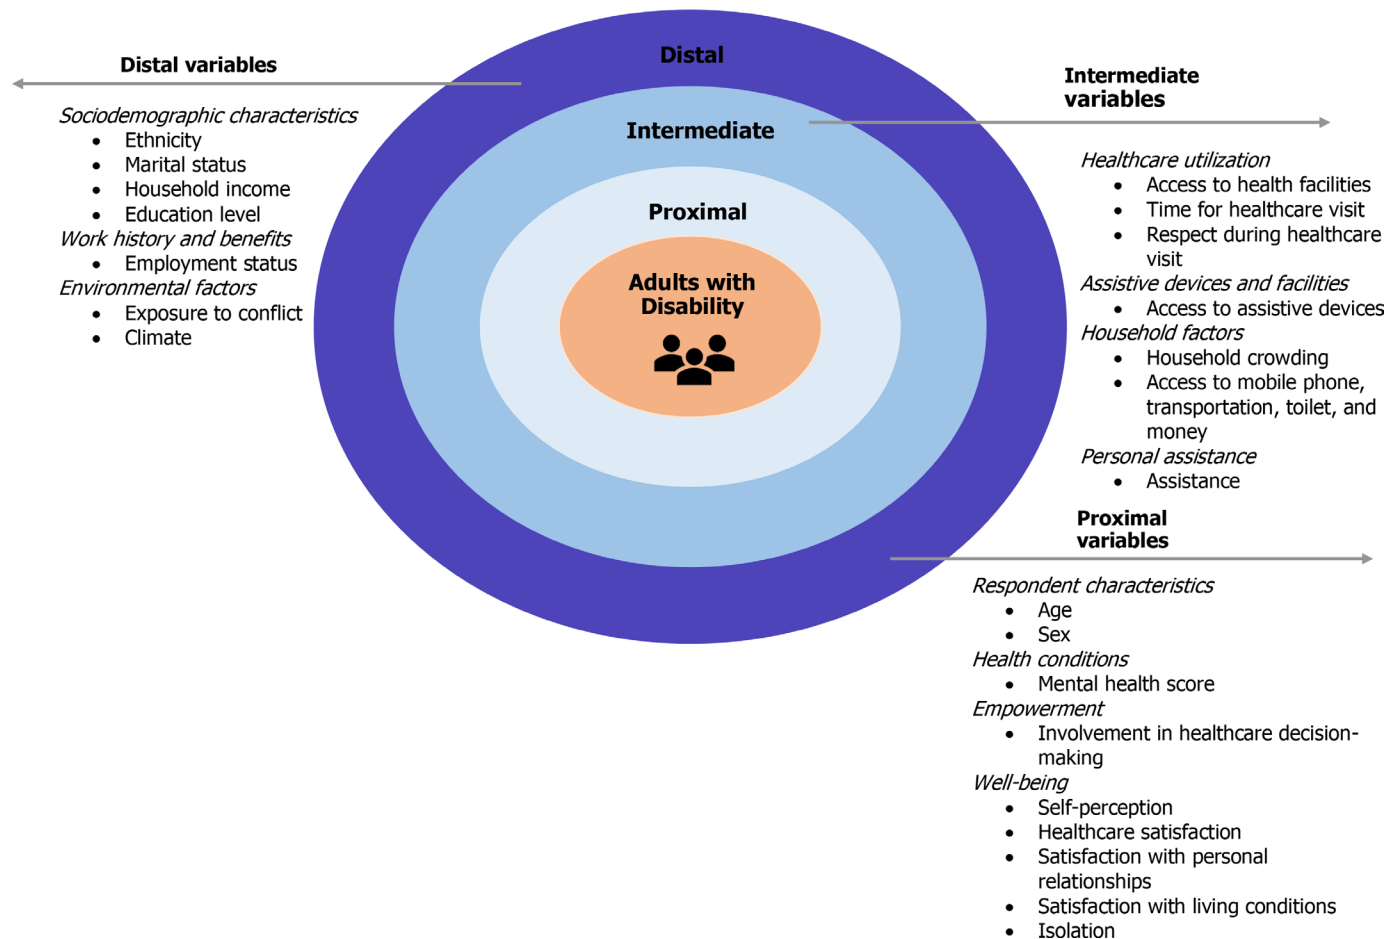 Distal
Intermediate
Proximal
Adults with
Disability
Distal variables
Sociodemographic characteristics
• Ethnicity
• Marital status
• Household income
• Education level
Work history and benefits
• Employment status
Environmental factors
• Exposure to conflict
• Climate
Intermediate
variables
Healthcare utilization
• Access to health facilities
• Time for healthcare visit
• Respect during healthcare
visit
Assistive devices and facilities
• Access to assistive devices
Household factors
• Household crowding
• Access to mobile phone,
transportation, toilet, and
money
Personal assistance
• Assistance
Proximal
variables
Respondent characteristics
• Age
• Sex
Health conditions
• Mental health score
Empowerment
• Involvement in healthcare decision-
making
Well-being
• Self-perception
• Healthcare satisfaction
• Satisfaction with personal
relationships
• Satisfaction with living conditions
• Isolation